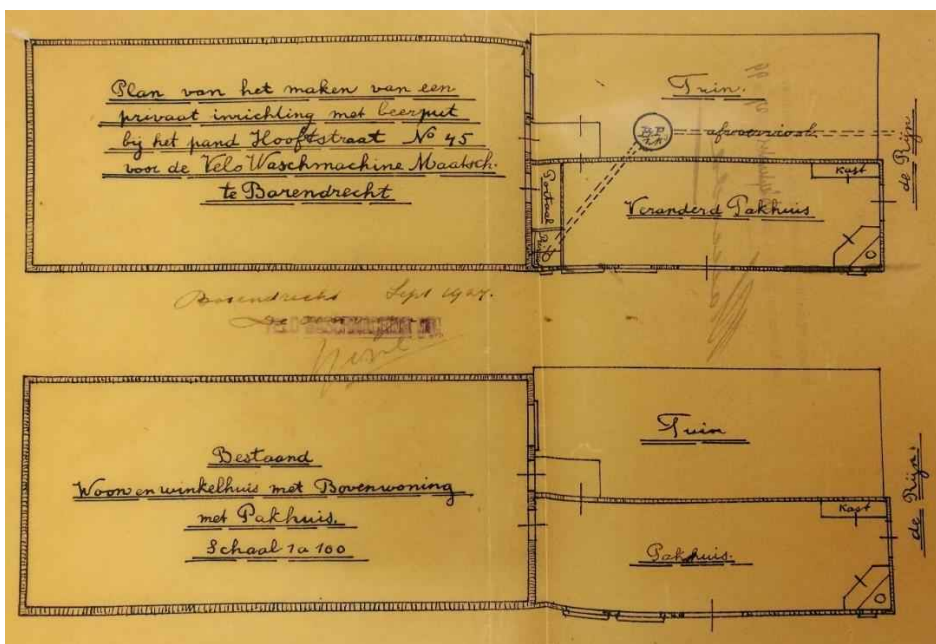 Plan van het maken van een
privaat inrichting met beerput
bij het pand Hooftstraat No 45
voor de Velo Waschmachine Maatsch.
te Barendrecht
Tuin.
B.P.
afvoerriool.
de Rijn
Kast
Portaal
Veranderd Pakhuis
Barendrecht Sept 1927.
Bestaand
Woon en winkelhuis met Bovenwoning
met Pakhuis.
Schaal 1 a 100
Tuin
de Rijn.
Kast
Pakhuis.